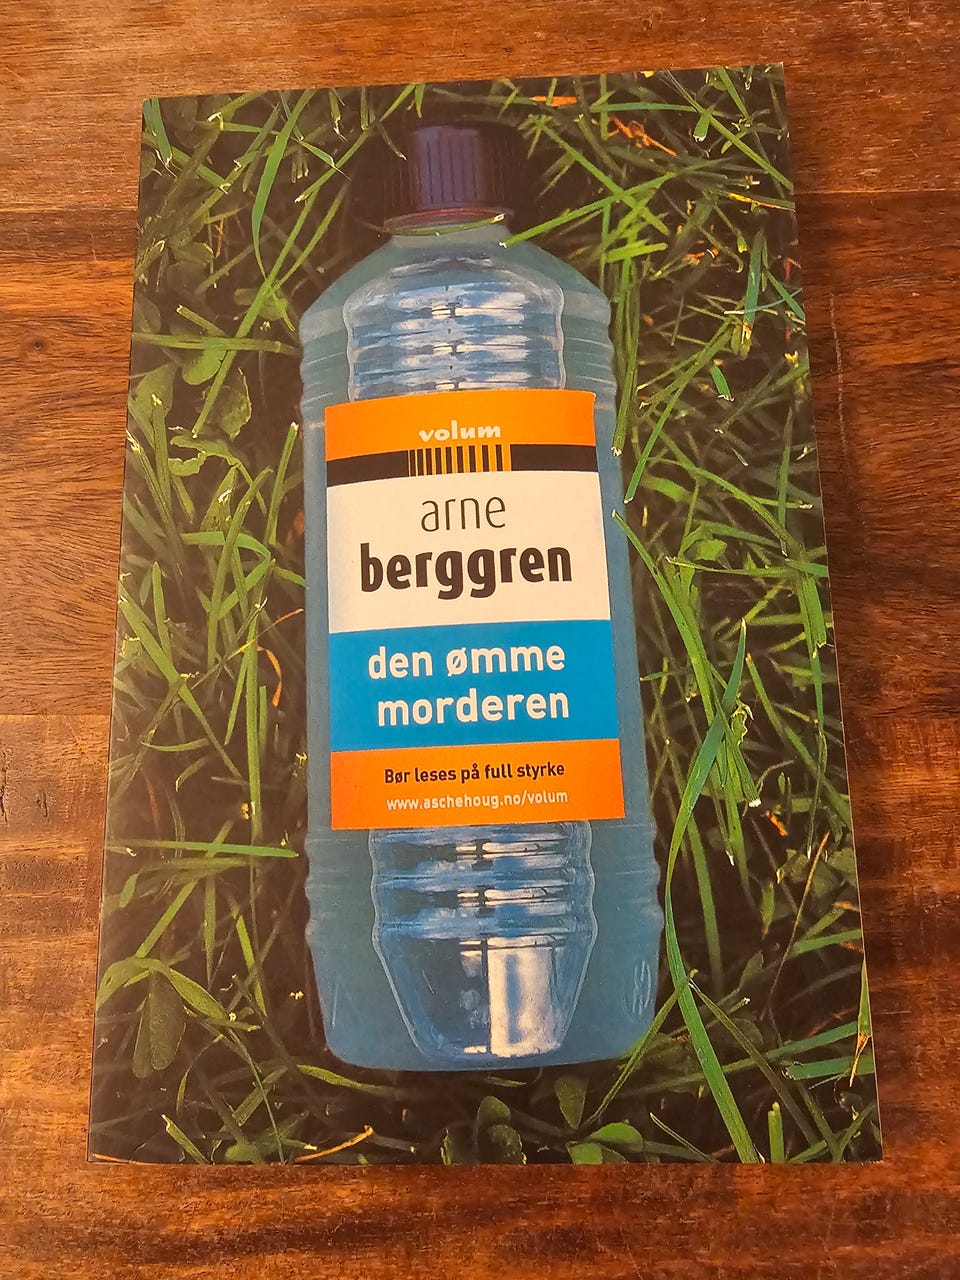 volum
arne
berggren
den ømme
morderen
Bør leses på full styrke
www.aschehoug.no/volum